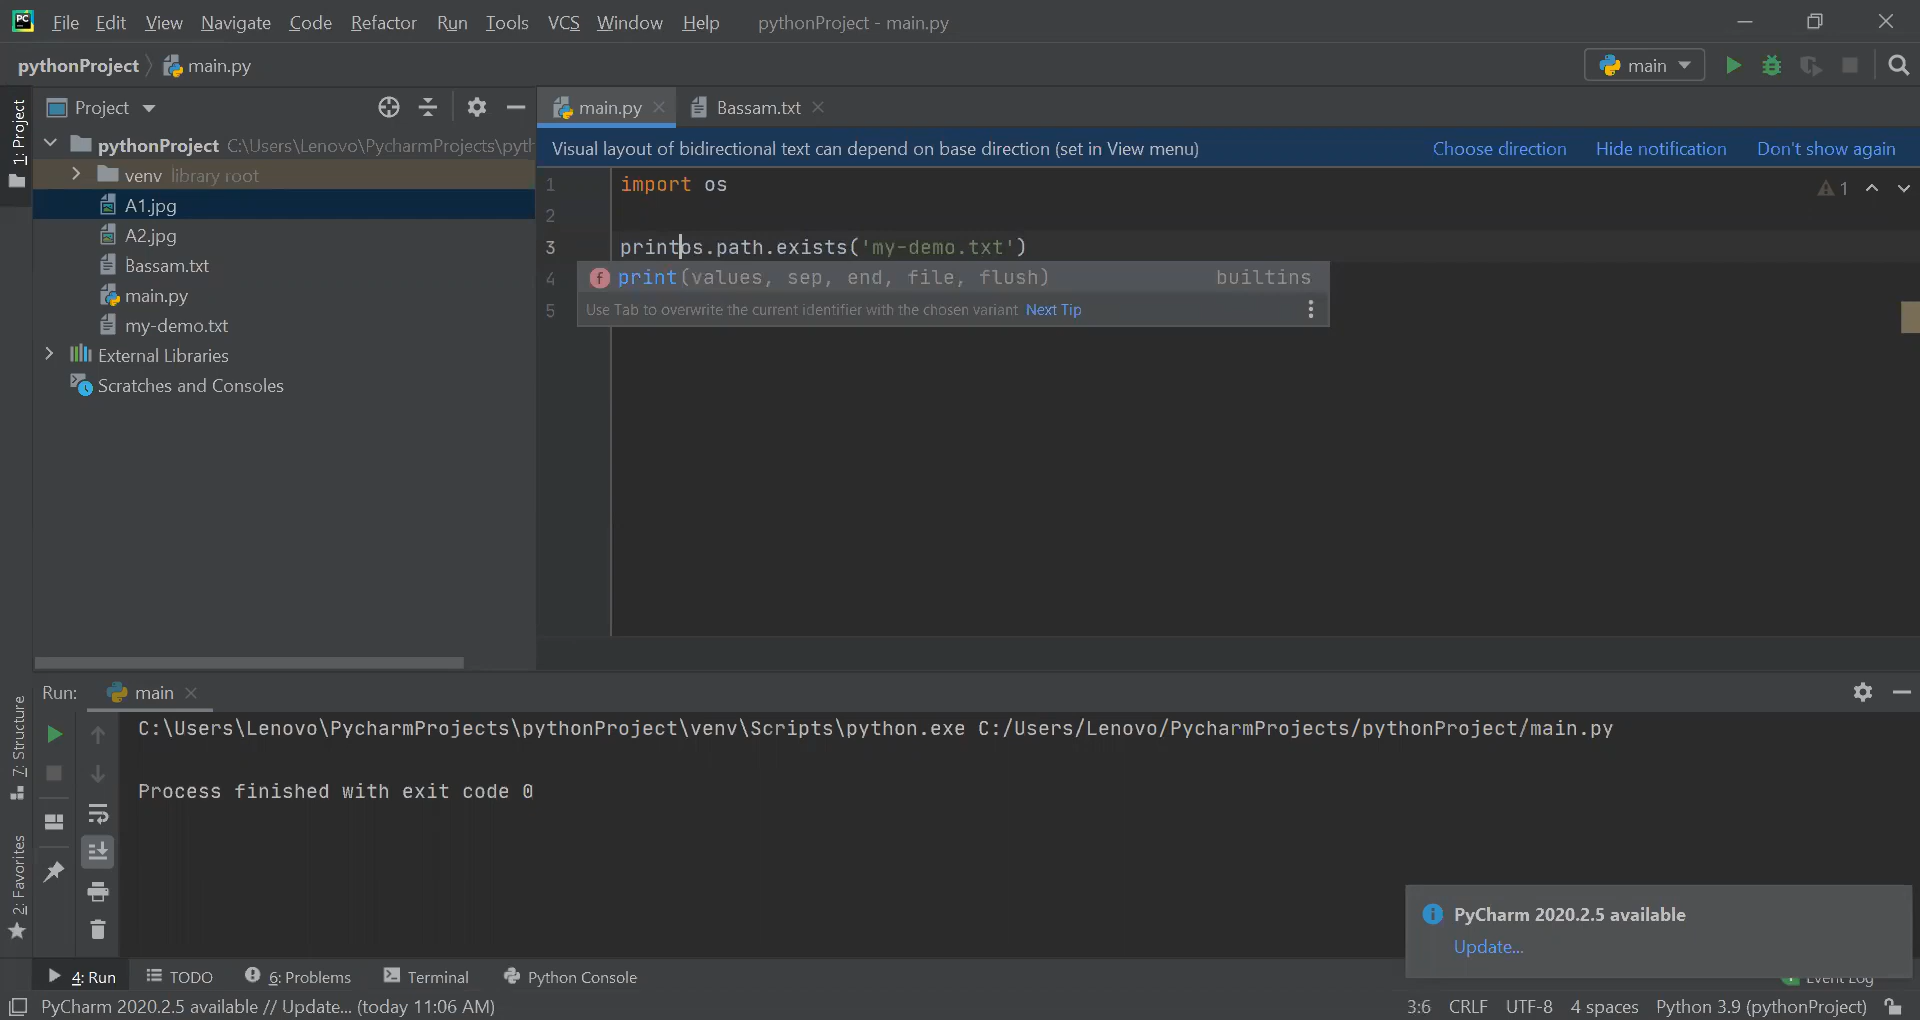 File Edit View Navigate Code Refactor Run Tools VCS Window Help pythonProject - main.py
pythonProject main.py
main
1: Project
Project
main.py
Bassam.txt
pythonProject C:\Users\Lenovo\PycharmProjects\pyth
venv library root
A1.jpg
A2.jpg
Bassam.txt
main.py
my-demo.txt
External Libraries
Scratches and Consoles
Visual layout of bidirectional text can depend on base direction (set in View menu) Choose direction Hide notification Don't show again
1 import os
1
2
3 printos.path.exists('my-demo.txt')
4
5
print(values, sep, end, file, flush) builtins
Use Tab to overwrite the current identifier with the chosen variant Next Tip
Run: main
C:\Users\Lenovo\PycharmProjects\pythonProject\venv\Scripts\python.exe C:/Users/Lenovo/PycharmProjects/pythonProject/main.py
Process finished with exit code 0
7: Structure
2: Favorites
PyCharm 2020.2.5 available
Update...
4: Run TODO 6: Problems Terminal Python Console Event Log
PyCharm 2020.2.5 available // Update... (today 11:06 AM) 3:6 CRLF UTF-8 4 spaces Python 3.9 (pythonProject)